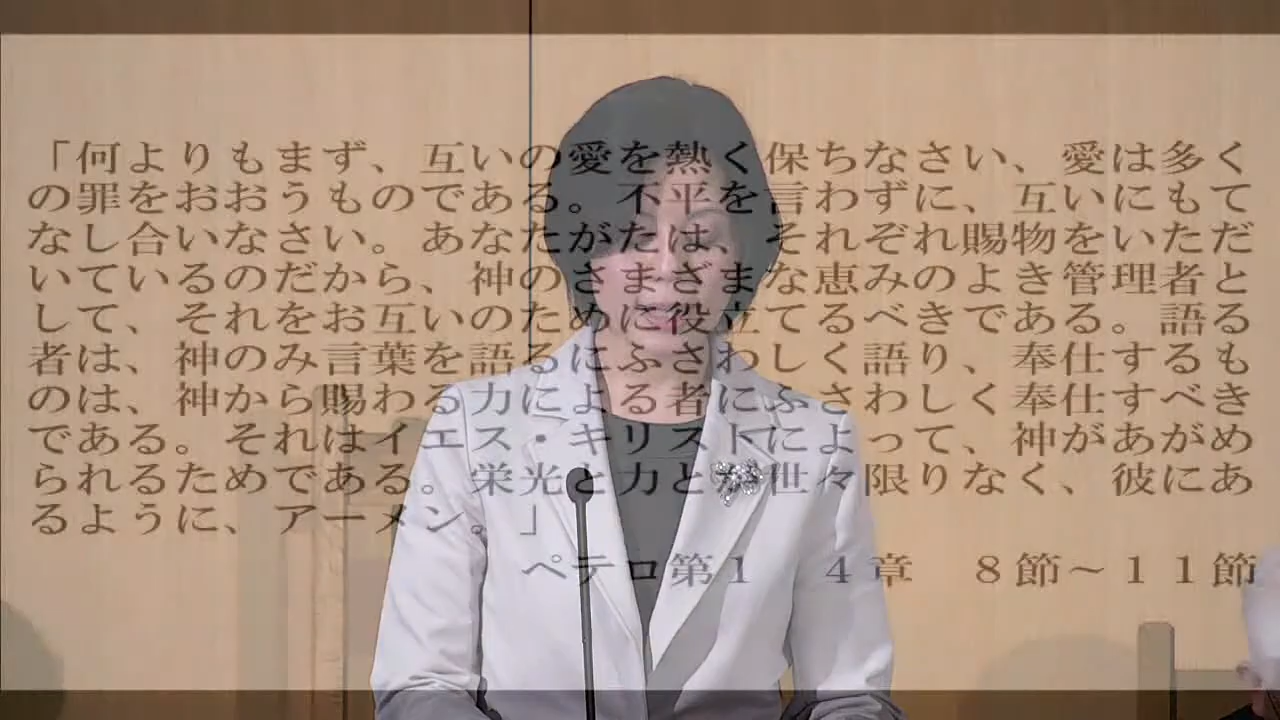 「何よりもまず、互いの愛を熱く保ちなさい、愛は多く
の罪をおおうものである。不平を言わずに、互いにもて
なし合いなさい。あなたがたは、それぞれ賜物をいただ
いているのだから、神のさまざまな恵みのよき管理者と
して、それをお互いのために役立てるべきである。語る
者は、神のみ言葉を語るにふさわしく語り、奉仕するも
のは、神から賜わる力による者にふさわしく奉仕すべき
である。それはイエス・キリストによって、神があがめ
られるためである。栄光と力とが世々限りなく、彼にあ
るように、アーメン。」
ペテロ第１　４章　８節～１１節